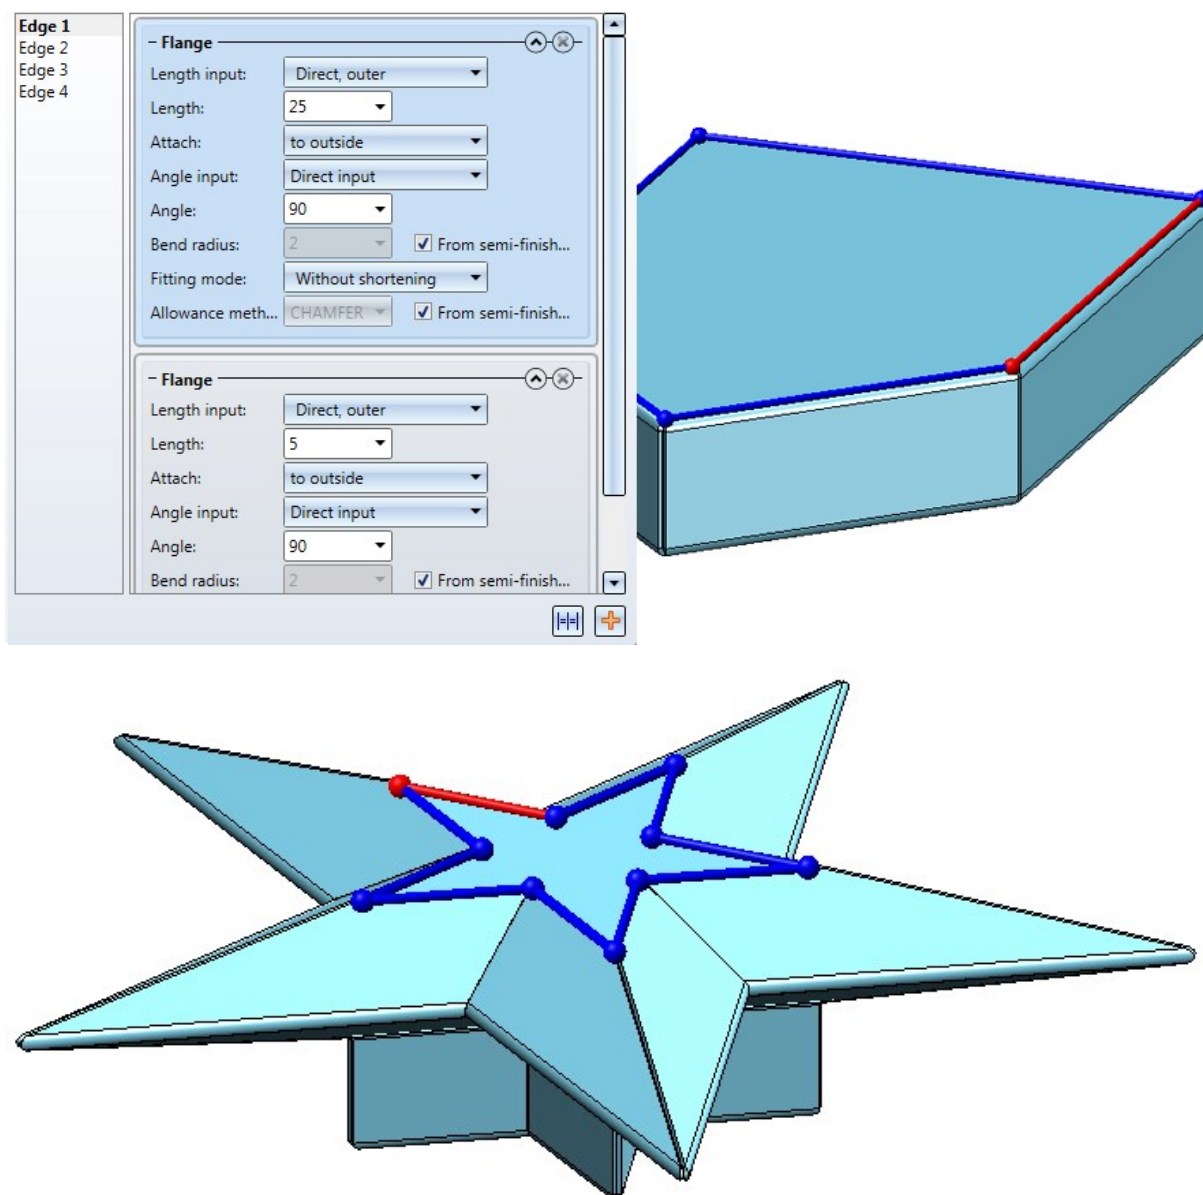 Edge 1
Edge 2
Edge 3
Edge 4
Flange
Length input: Direct, outer
Length: 25
Attach: to outside
Angle input: Direct input
Angle: 90
Bend radius: 2 From semi-finish...
Fitting mode: Without shortening
Allowance meth... CHAMFER From semi-finish...
Flange
Length input: Direct, outer
Length: 5
Attach: to outside
Angle input: Direct input
Angle: 90
Bend radius: 2 From semi-finish...